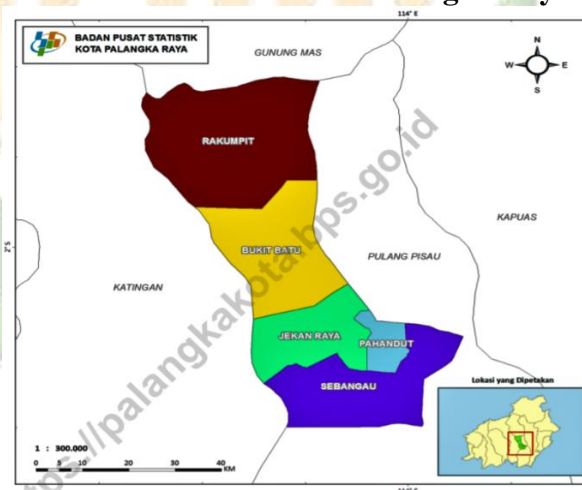 114° E
BADAN PUSAT STATISTIK
KOTA PALANGKA RAYA
GUNUNG MAS
N
W E
S
RAKUMPIT
KAPUAS
2°S
BUKIT BATU
PULANG PISAU
KATINGAN
JEKAN RAYA
PAHANDUT
SEBANGAU
Lokasi yang Dipetakan
1 : 300.000
0 5 10 20 30 40
KM
https://palangkakota.bps.go.id